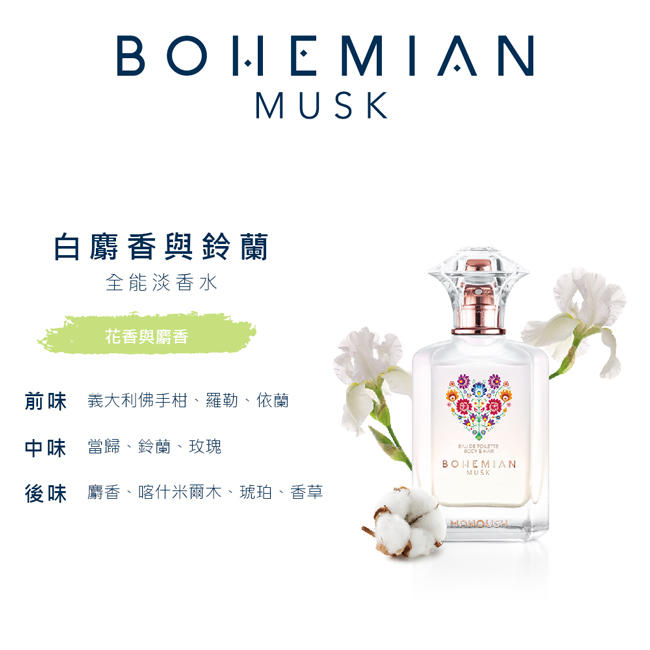 BOHEMIAN
MUSK
白麝香與鈴蘭
全能淡香水
花香與麝香
前味 義大利佛手柑、羅勒、依蘭
中味 當歸、鈴蘭、玫瑰
後味 麝香、喀什米爾木、琥珀、香草
EAU DE TOILETTE
BODY & HAIR
BOHEMIAN
MUSK
MANOUSH